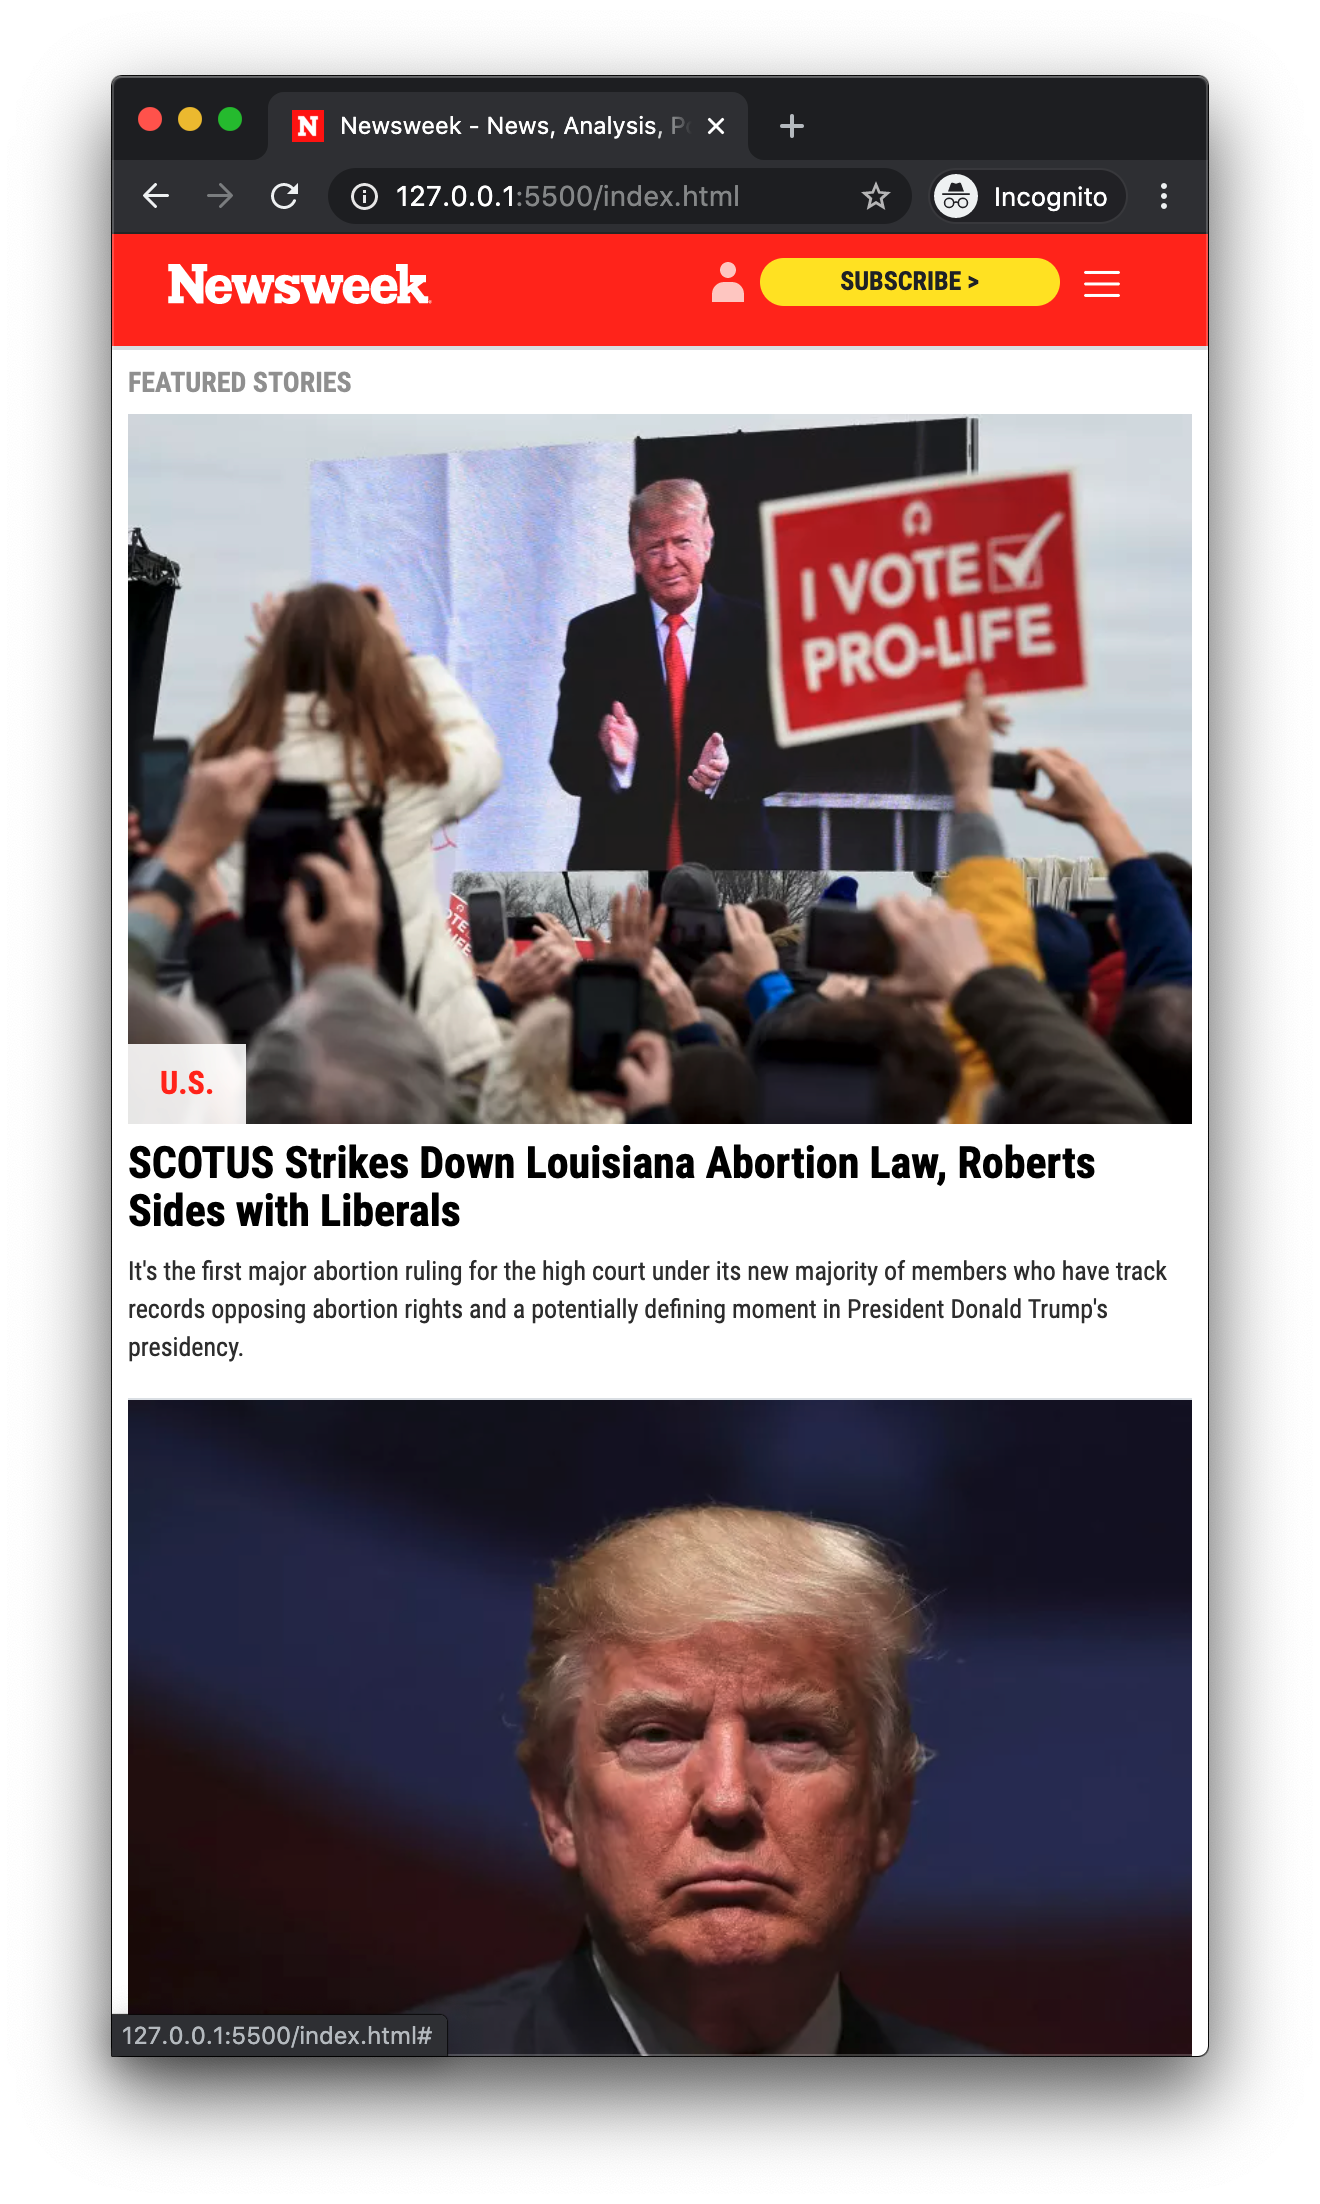 Newsweek - News, Analysis, P
127.0.0.1:5500/index.html
Incognito
Newsweek
SUBSCRIBE >
FEATURED STORIES
I VOTE
PRO-LIFE
U.S.
SCOTUS Strikes Down Louisiana Abortion Law, Roberts
Sides with Liberals
It's the first major abortion ruling for the high court under its new majority of members who have track
records opposing abortion rights and a potentially defining moment in President Donald Trump's
presidency.
127.0.0.1:5500/index.html#